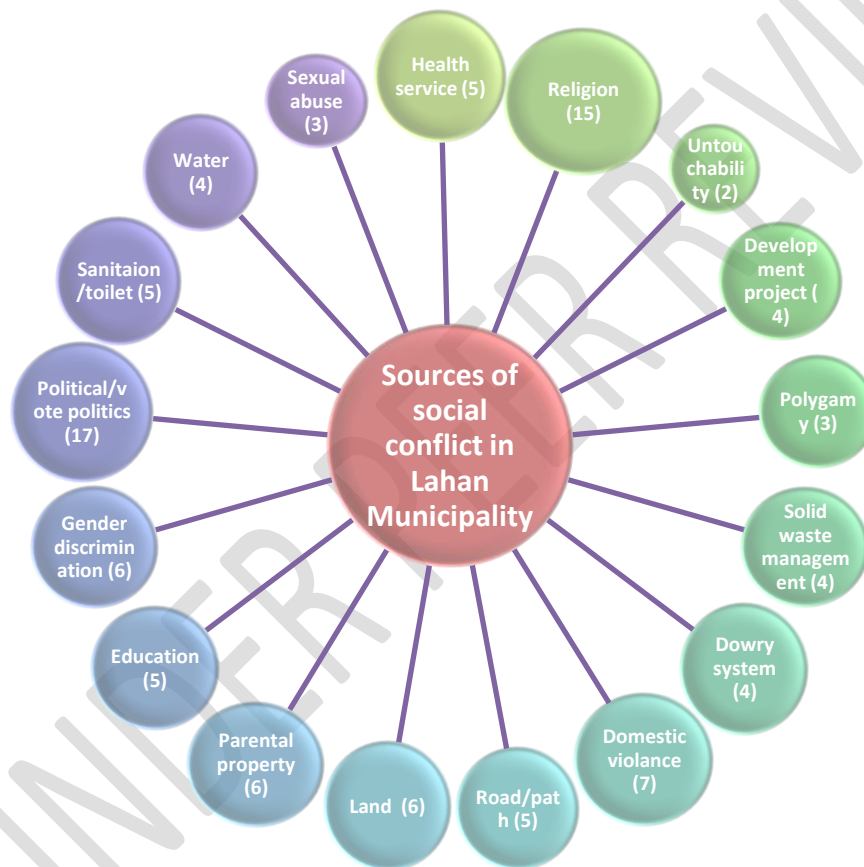 Sources of
social
conflict in
Lahan
Municipality
Health
service (5)
Religion
(15)
Untou
chabili
ty (2)
Develop
ment
project (
4)
Polygam
y (3)
Solid
waste
managem
ent (4)
Dowry
system
(4)
Domestic
violance
(7)
Road/pat
h (5)
Land (6)
Parental
property
(6)
Education
(5)
Gender
discrimin
ation (6)
Political/v
ote politics
(17)
Sanitaion
/toilet (5)
Water
(4)
Sexual
abuse
(3)
UNDER PEER REVIEW